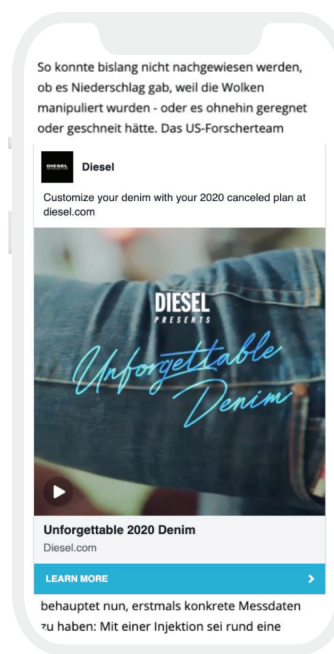 So konnte bislang nicht nachgewiesen werden,
ob es Niederschlag gab, weil die Wolken
manipuliert wurden - oder es ohnehin geregnet
oder geschneit hätte. Das US-Forscherteam
DIESEL
Diesel
Customize your denim with your 2020 canceled plan at
diesel.com
DIESEL
PRESENTS
Unforgettable
Denim
Unforgettable 2020 Denim
Diesel.com
LEARN MORE
behauptet nun, erstmals konkrete Messdaten
zu haben: Mit einer Injektion sei rund eine